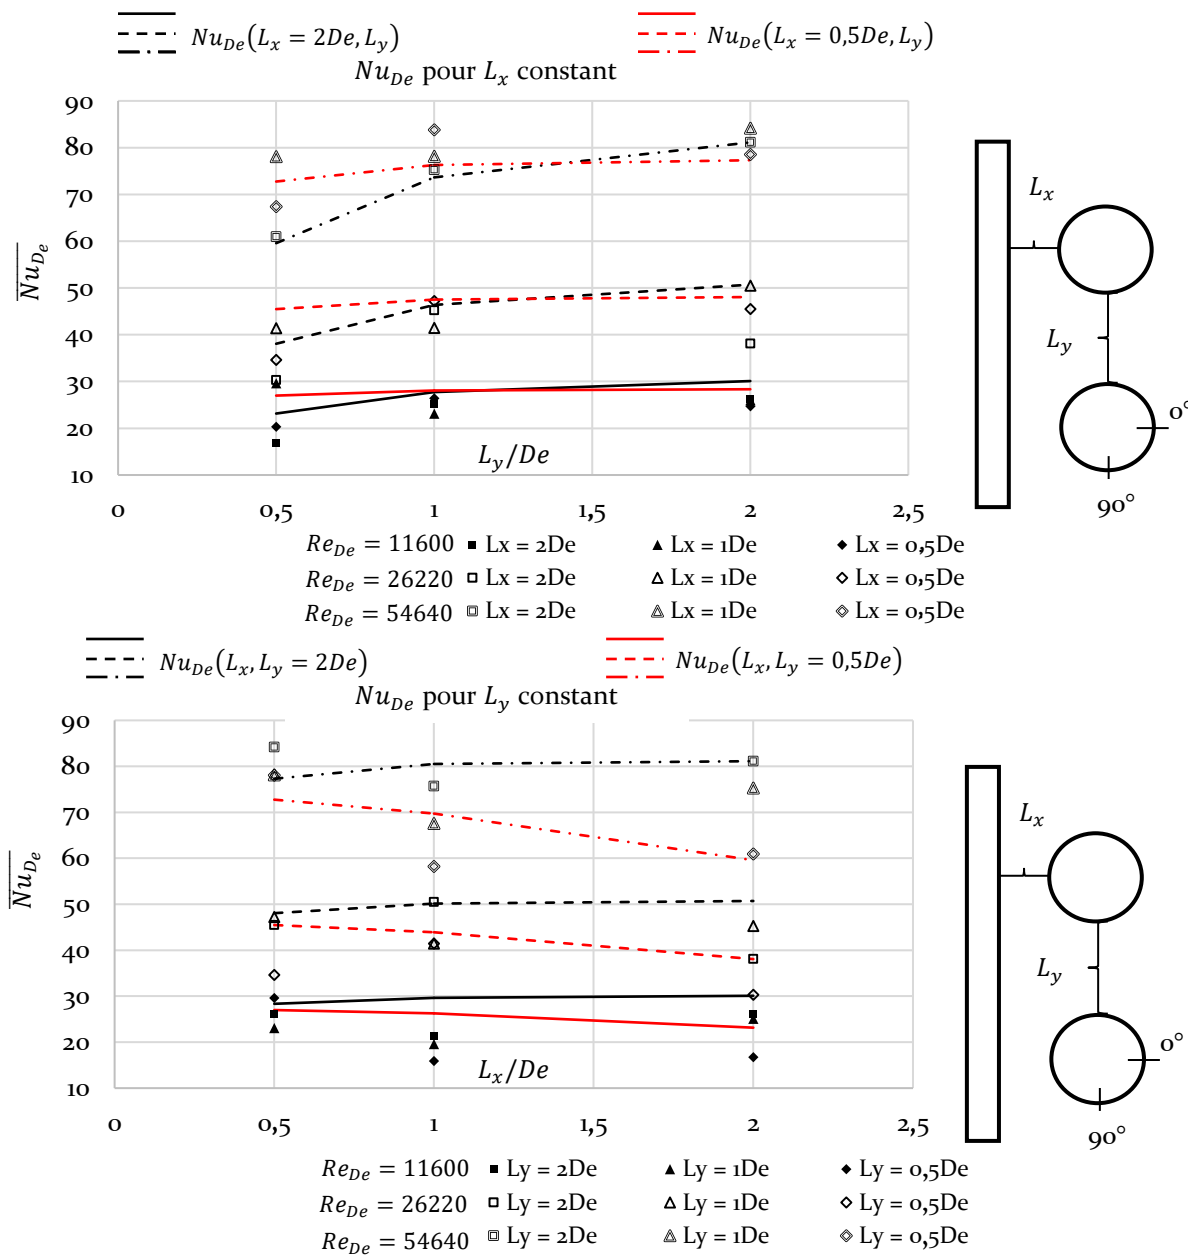 Nu_De(L_x = 2De, L_y) Nu_De(L_x = 0,5De, L_y)
Nu_De pour L_x constant
90
80
70
60
50
40
30
20
10
Nu_De
L_y/De
0 0,5 1 1,5 2 2,5
L_x
L_y
0°
90°
Re_De = 11600 Lx = 2De Lx = 1De Lx = 0,5De
Re_De = 26220 Lx = 2De Lx = 1De Lx = 0,5De
Re_De = 54640 Lx = 2De Lx = 1De Lx = 0,5De
Nu_De(L_x, L_y = 2De) Nu_De(L_x, L_y = 0,5De)
Nu_De pour L_y constant
90
80
70
60
50
40
30
20
10
Nu_De
L_x/De
0 0,5 1 1,5 2 2,5
L_x
L_y
0°
90°
Re_De = 11600 Ly = 2De Ly = 1De Ly = 0,5De
Re_De = 26220 Ly = 2De Ly = 1De Ly = 0,5De
Re_De = 54640 Ly = 2De Ly = 1De Ly = 0,5De